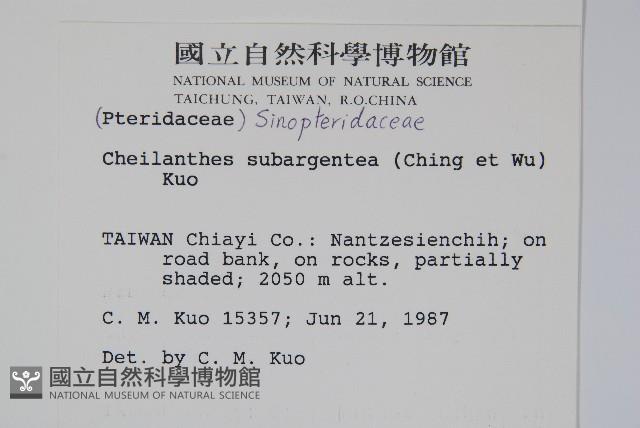 國立自然科學博物館
NATIONAL MUSEUM OF NATURAL SCIENCE
TAICHUNG, TAIWAN, R.O.CHINA
(Pteridaceae) Sinopteridaceae
Cheilanthes subargentea (Ching et Wu)
Kuo
TAIWAN Chiayi Co.: Nantzesienchih; on
road bank, on rocks, partially
shaded; 2050 m alt.
C. M. Kuo 15357; Jun 21, 1987
Det. by C. M. Kuo
國立自然科學博物館
NATIONAL MUSEUM OF NATURAL SCIENCE